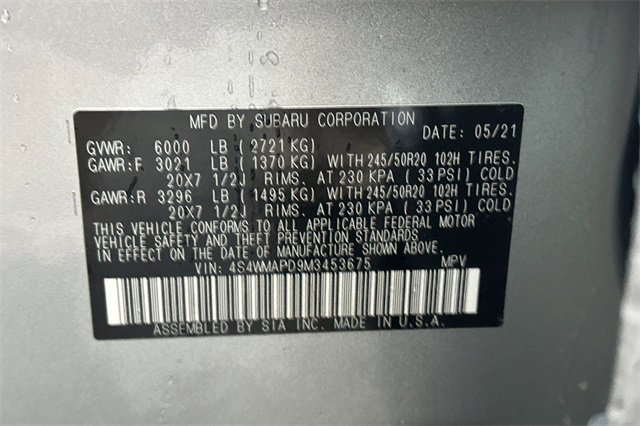 MFD BY SUBARU CORPORATION
DATE: 05/21
GVWR: 6000 LB ( 2721 KG)
GAWR:F 3021 LB ( 1370 KG) WITH 245/50R20 102H TIRES.
20X7 1/2J RIMS. AT 230 KPA ( 33 PSI) COLD
GAWR:R 3296 LB ( 1495 KG) WITH 245/50R20 102H TIRES.
20X7 1/2J RIMS. AT 230 KPA ( 33 PSI) COLD
THIS VEHICLE CONFORMS TO ALL APPLICABLE FEDERAL MOTOR
VEHICLE SAFETY AND THEFT PREVENTION STANDARDS
IN EFFECT ON THE DATE OF MANUFACTURE SHOWN ABOVE.
VIN: 4S4WMAPD9M3453675 MPV
ASSEMBLED BY SIA INC. MADE IN U.S.A.